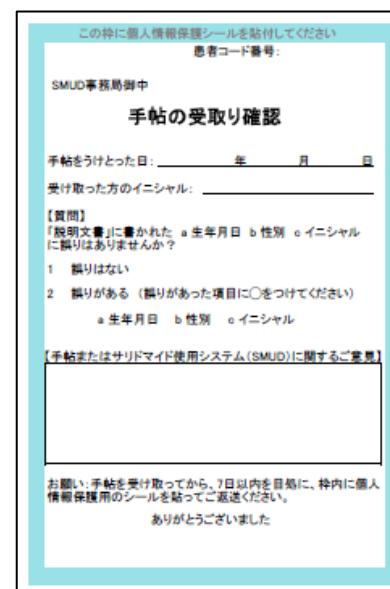 この枠に個人情報保護シールを貼付してください
患者コード番号:
SMUD事務局御中
手帖の受取り確認
手帖をうけとった日: 年 月 日
受け取った方のイニシャル:
【質問】
「説明文書」に書かれた a 生年月日 b 性別 c イニシャル
に誤りはありませんか？
1 誤りはない
2 誤りがある (誤りがあった項目に○をつけてください)
a 生年月日 b 性別 c イニシャル
【手帖またはサリドマイド使用システム(SMUD)に関するご意見】
お願い:手帖を受け取ってから、7日以内を目処に、枠内に個人
情報保護用のシールを貼ってご返送ください。
ありがとうございました